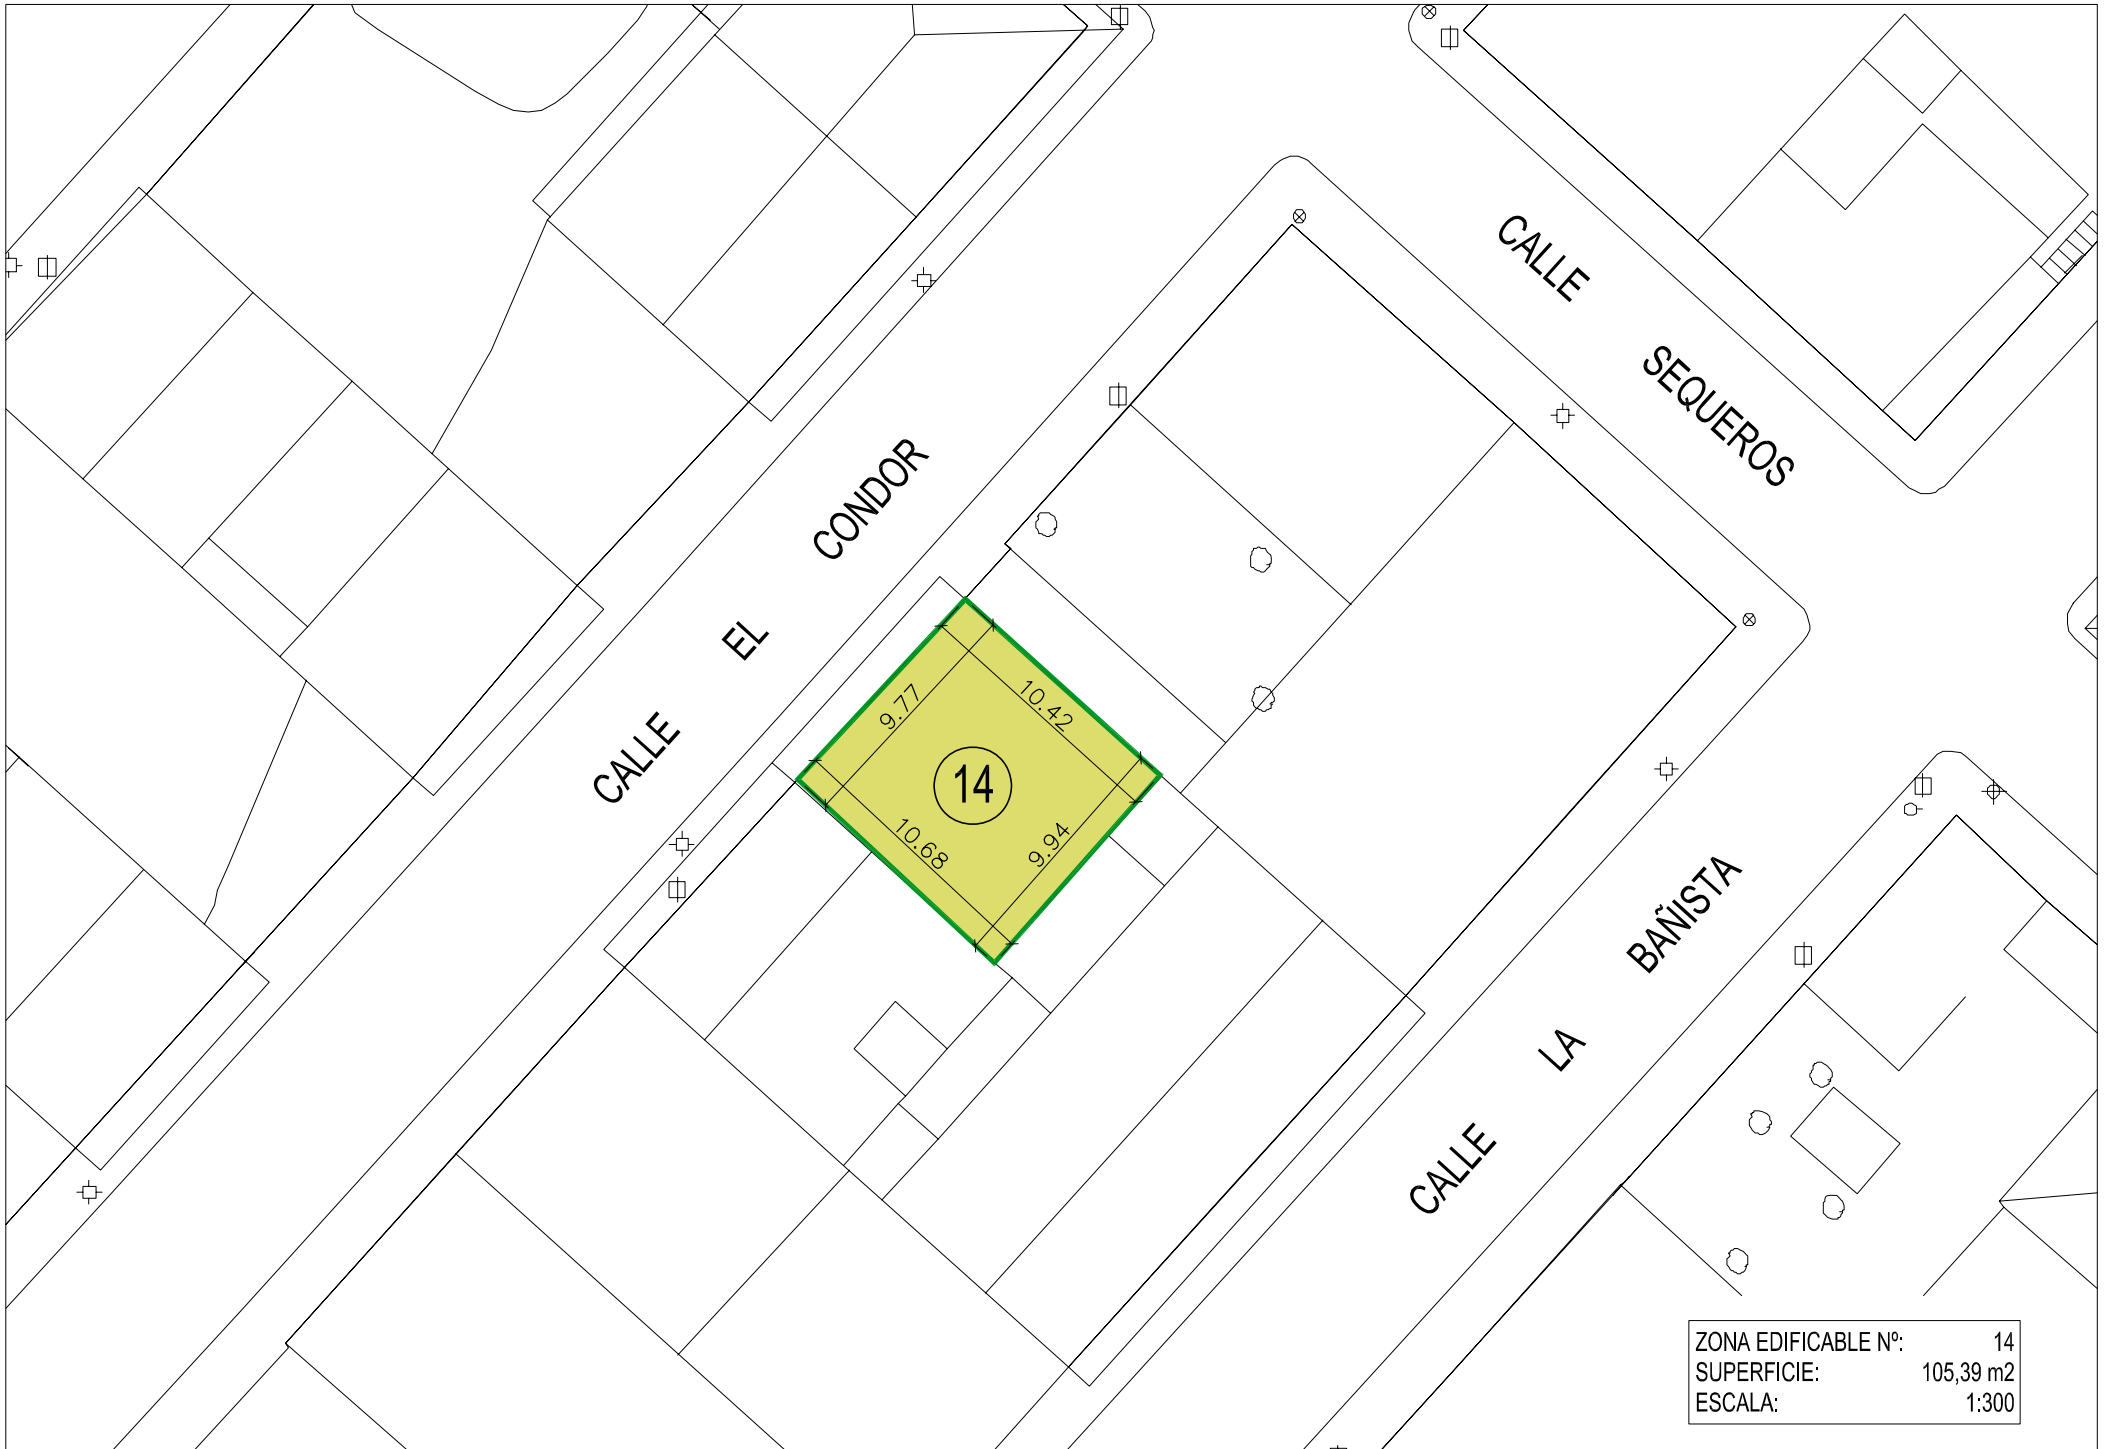 CALLE SEQUEROS
CALLE EL CONDOR
9.77
10.42
14
10.68
9.94
CALLE LA BAÑISTA
ZONA EDIFICABLE Nº: 14
SUPERFICIE: 105,39 m2
ESCALA: 1:300